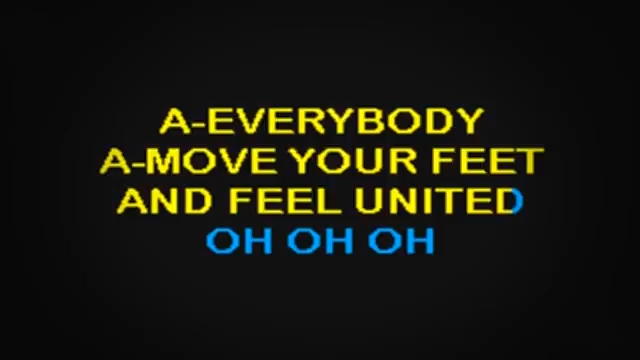 A-EVERYBODY
A-MOVE YOUR FEET
AND FEEL UNITED
OH OH OH